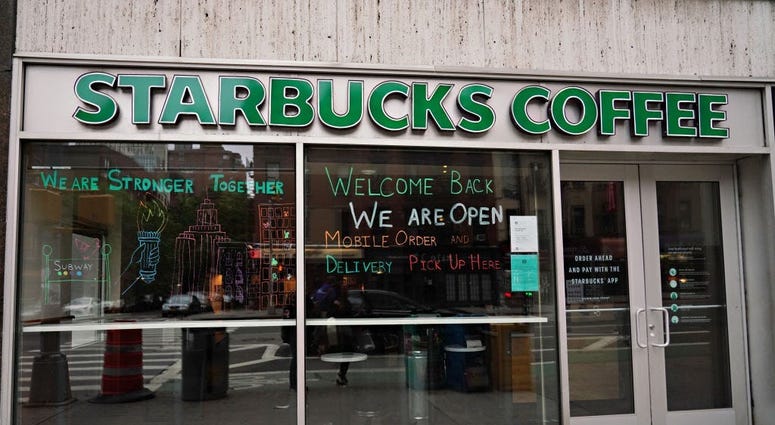 STARBUCKS COFFEE
WE ARE STRONGER TOGETHER
SUBWAY
WELCOME BACK
WE ARE OPEN
MOBILE ORDER AND
DELIVERY PICK UP HERE
ORDER AHEAD
AND PAY WITH THE
STARBUCKS APP